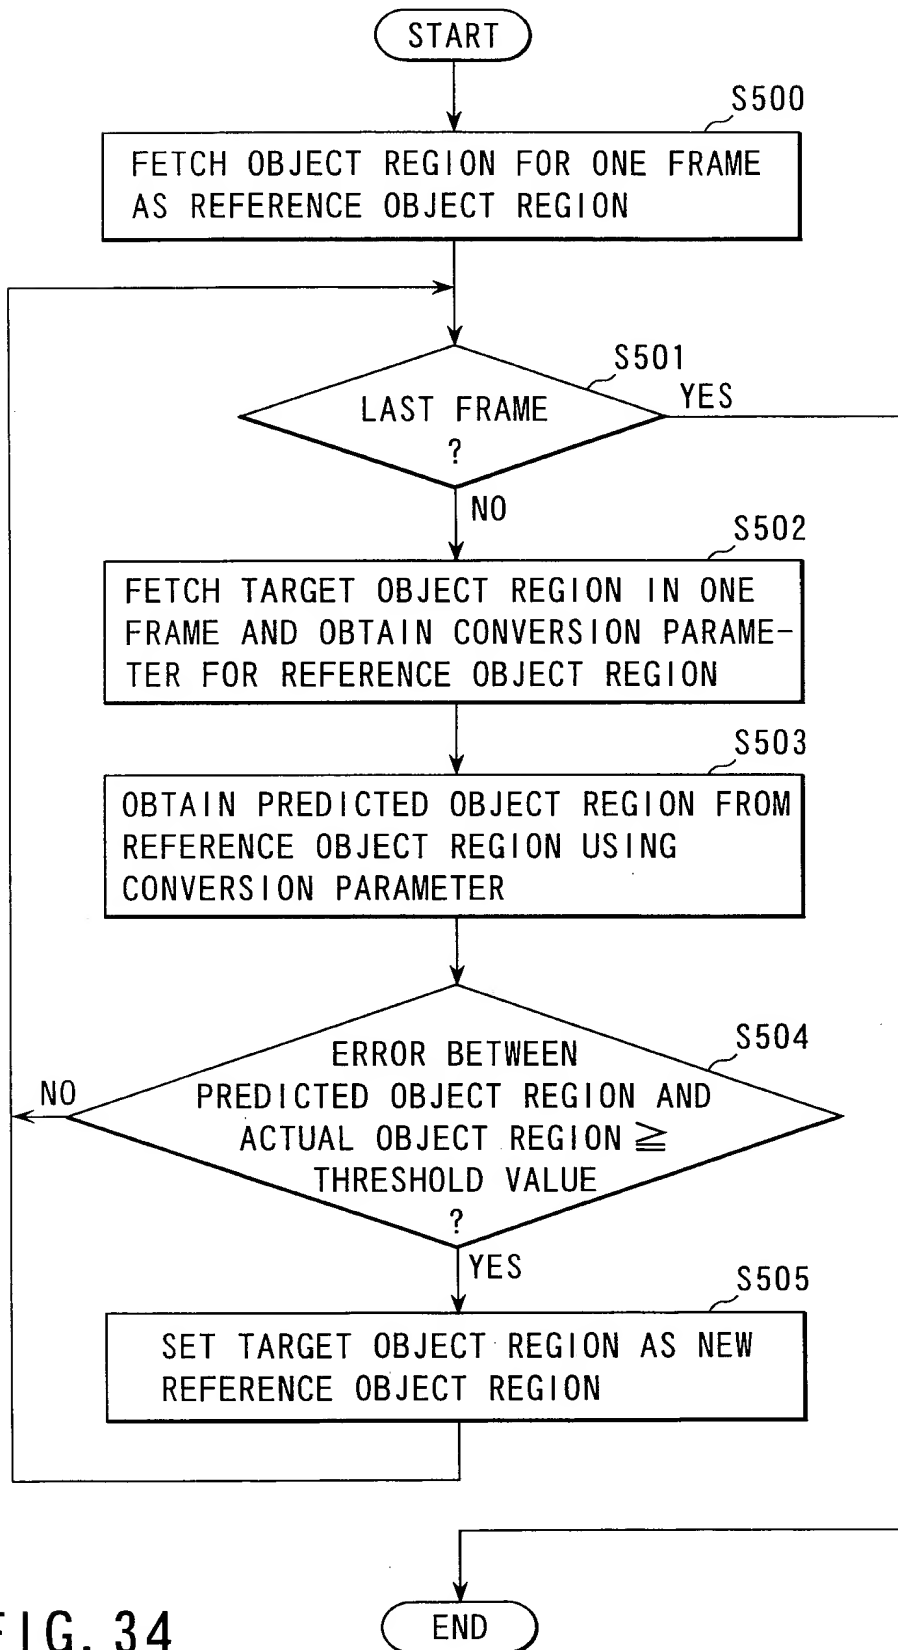 START
S500
FETCH OBJECT REGION FOR ONE FRAME
AS REFERENCE OBJECT REGION
S501
YES
LAST FRAME
?
NO
S502
FETCH TARGET OBJECT REGION IN ONE
FRAME AND OBTAIN CONVERSION PARAME-
TER FOR REFERENCE OBJECT REGION
S503
OBTAIN PREDICTED OBJECT REGION FROM
REFERENCE OBJECT REGION USING
CONVERSION PARAMETER
S504
ERROR BETWEEN
NO
PREDICTED OBJECT REGION AND
ACTUAL OBJECT REGION ≧
THRESHOLD VALUE
?
YES
S505
SET TARGET OBJECT REGION AS NEW
REFERENCE OBJECT REGION
END
FIG. 34